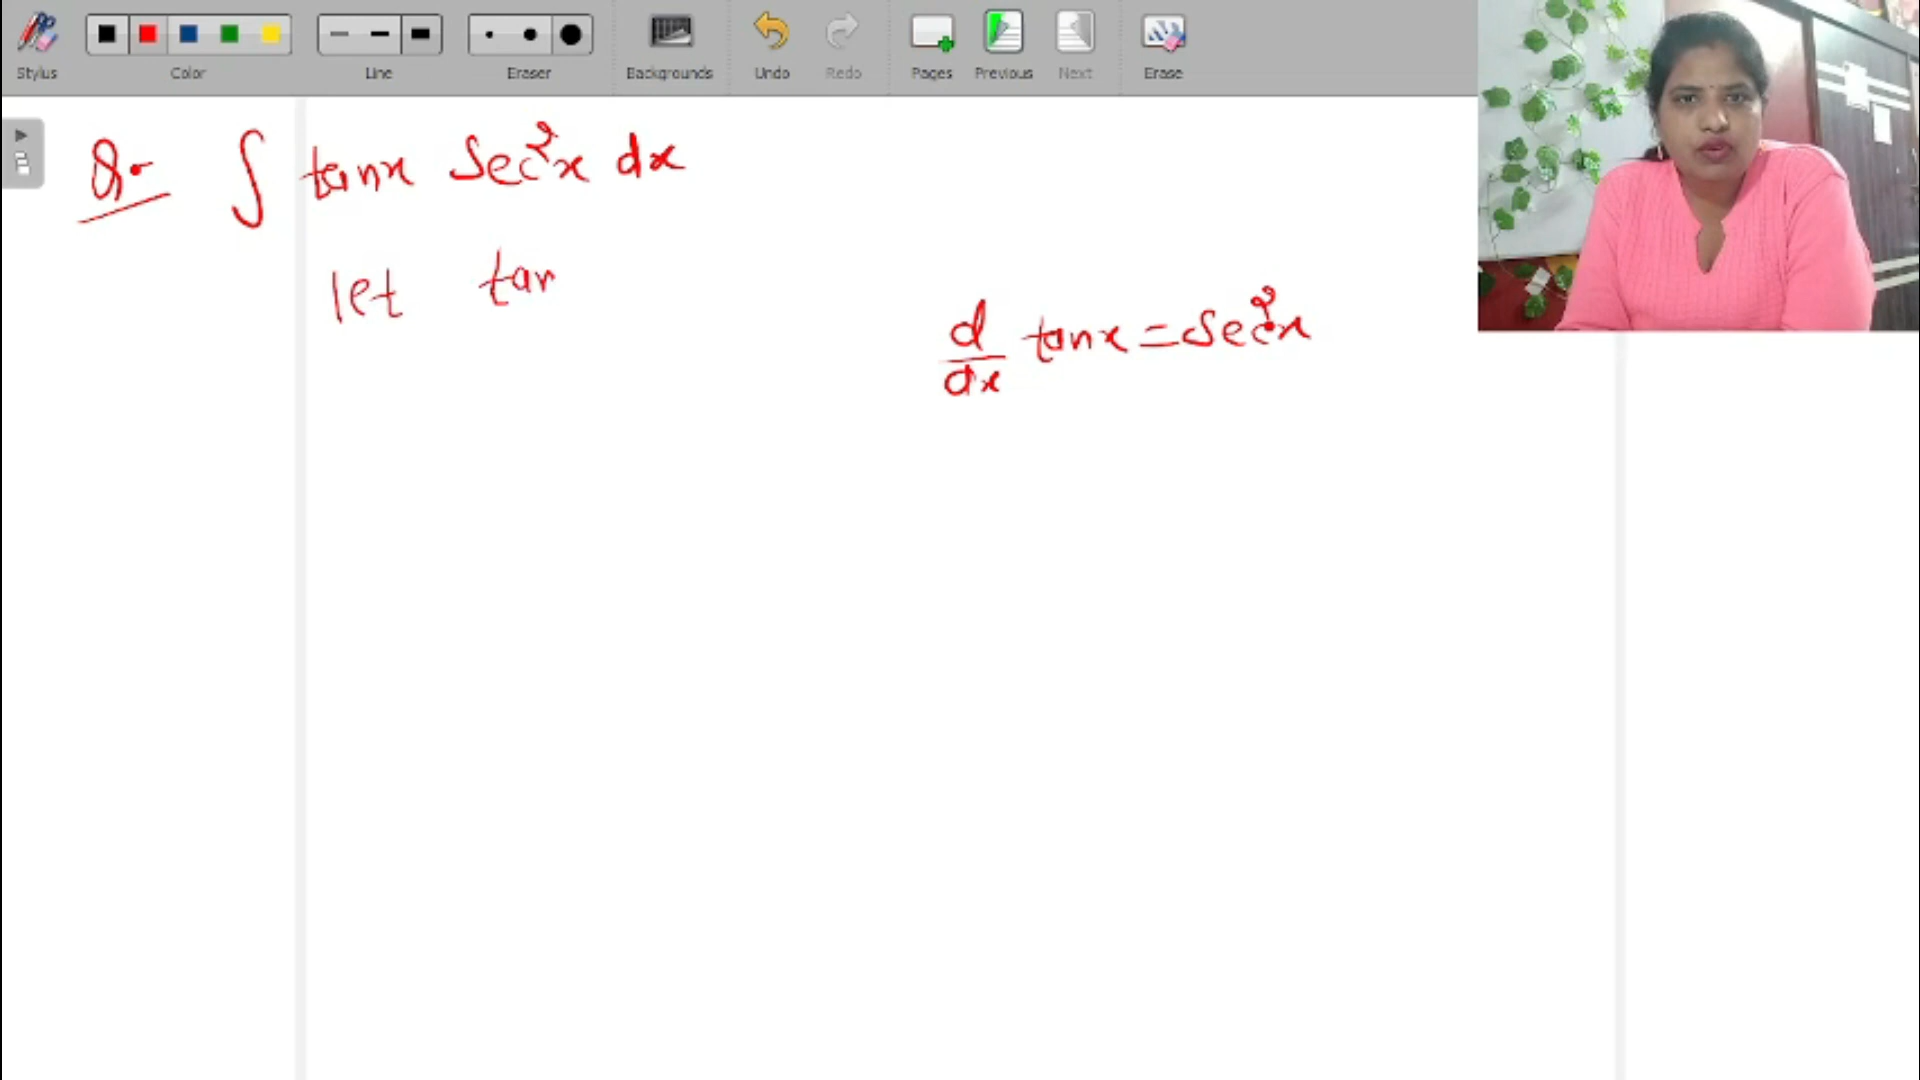 Stylus Color Line Eraser Backgrounds Undo Redo Pages Previous Next Erase
Q. ∫ tanx Sec²x dx
let tan
d/dx tanx = Sec²x